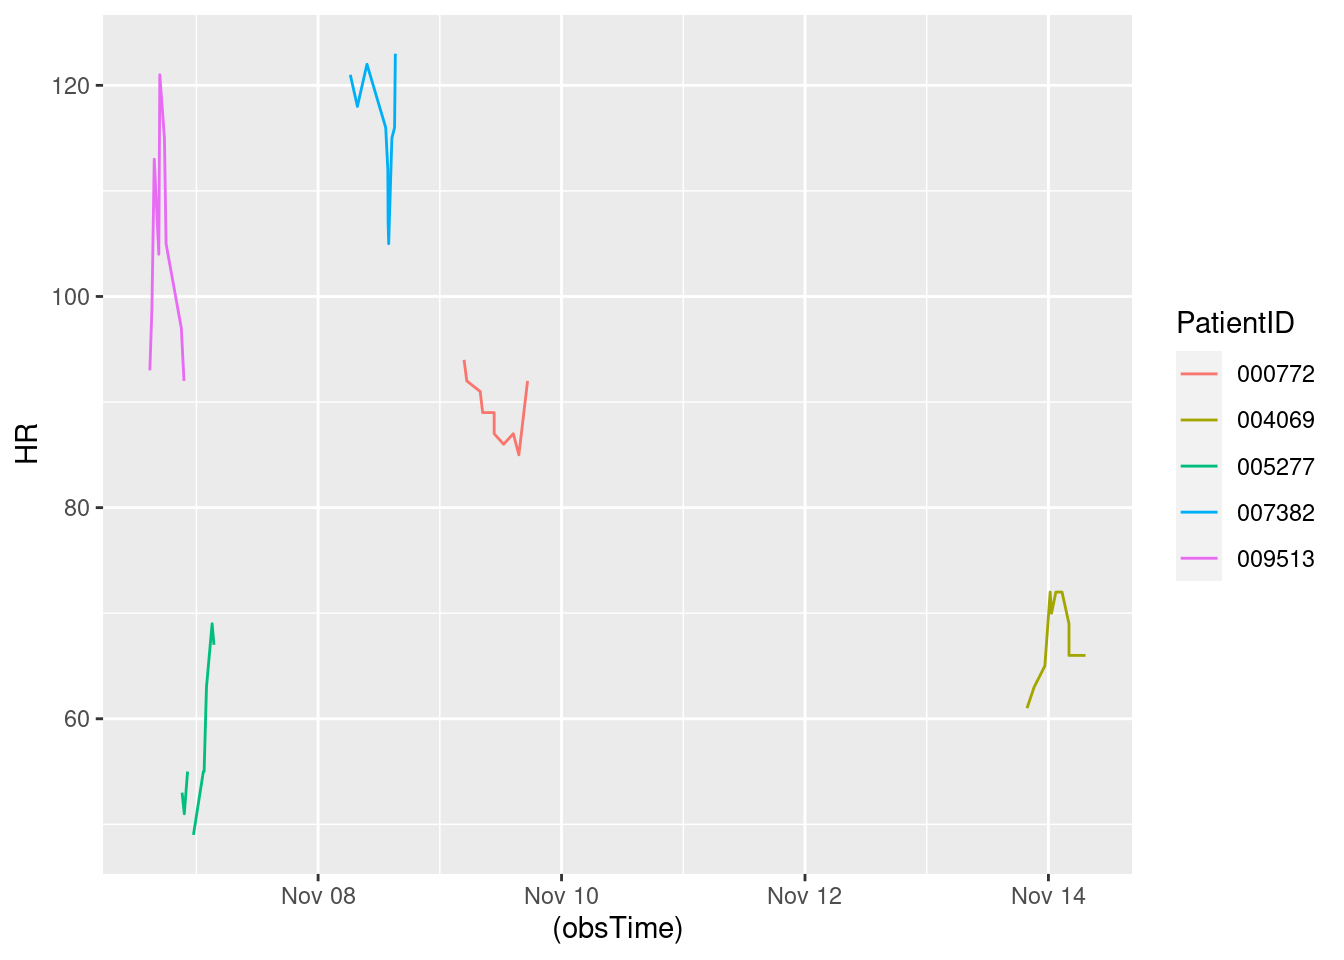 120
100
80
60
HR
Nov 08
Nov 10
Nov 12
Nov 14
(obsTime)
PatientID
000772
004069
005277
007382
009513